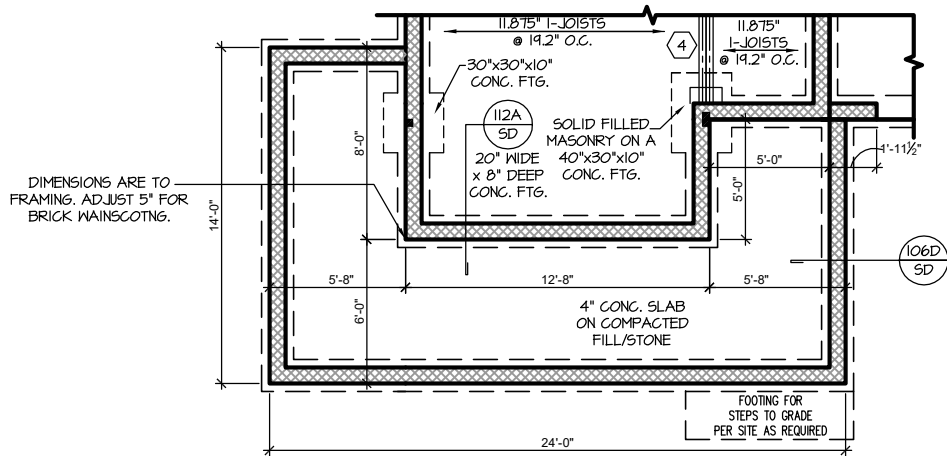 11.875"
I-JOISTS
@ 19.2" O.C.
11.875"
I-JOISTS
@ 19.2" O.C.
4
30"x30"x10"
CONC. FTG.
112A
SD
SOLID FILLED
MASONRY ON A
40"x30"x10"
CONC. FTG.
20" WIDE
x 8" DEEP
CONC. FTG.
1'-11½"
5'-0"
5'-0"
8'-0"
14'-0"
DIMENSIONS ARE TO
FRAMING. ADJUST 5" FOR
BRICK WAINSCOTNG.
106D
SD
5'-8"
12'-8"
5'-8"
6'-0"
4" CONC. SLAB
ON COMPACTED
FILL/STONE
FOOTING FOR
STEPS TO GRADE
PER SITE AS REQUIRED
24'-0"